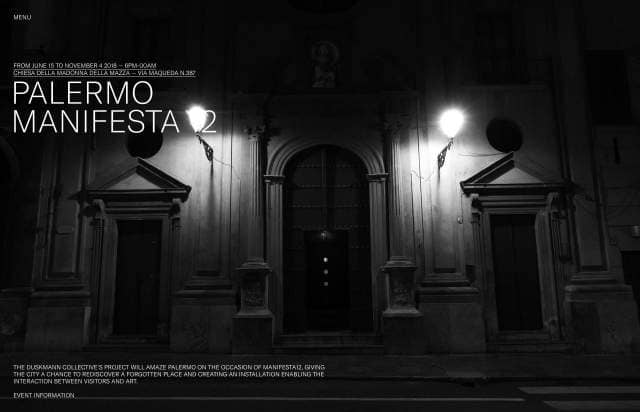 MENU
FROM JUNE 15 TO NOVEMBER 4 2018 — 6PM-00AM
CHIESA DELLA MADONNA DELLA MAZZA — VIA MAQUEDA N.387
PALERMO
MANIFESTA 12
THE DUSKMANN COLLECTIVE'S PROJECT WILL AMAZE PALERMO ON THE OCCASION OF MANIFESTA12, GIVING
THE CITY A CHANCE TO REDISCOVER A FORGOTTEN PLACE AND CREATING AN INSTALLATION ENABLING THE
INTERACTION BETWEEN VISITORS AND ART.
EVENT INFORMATION